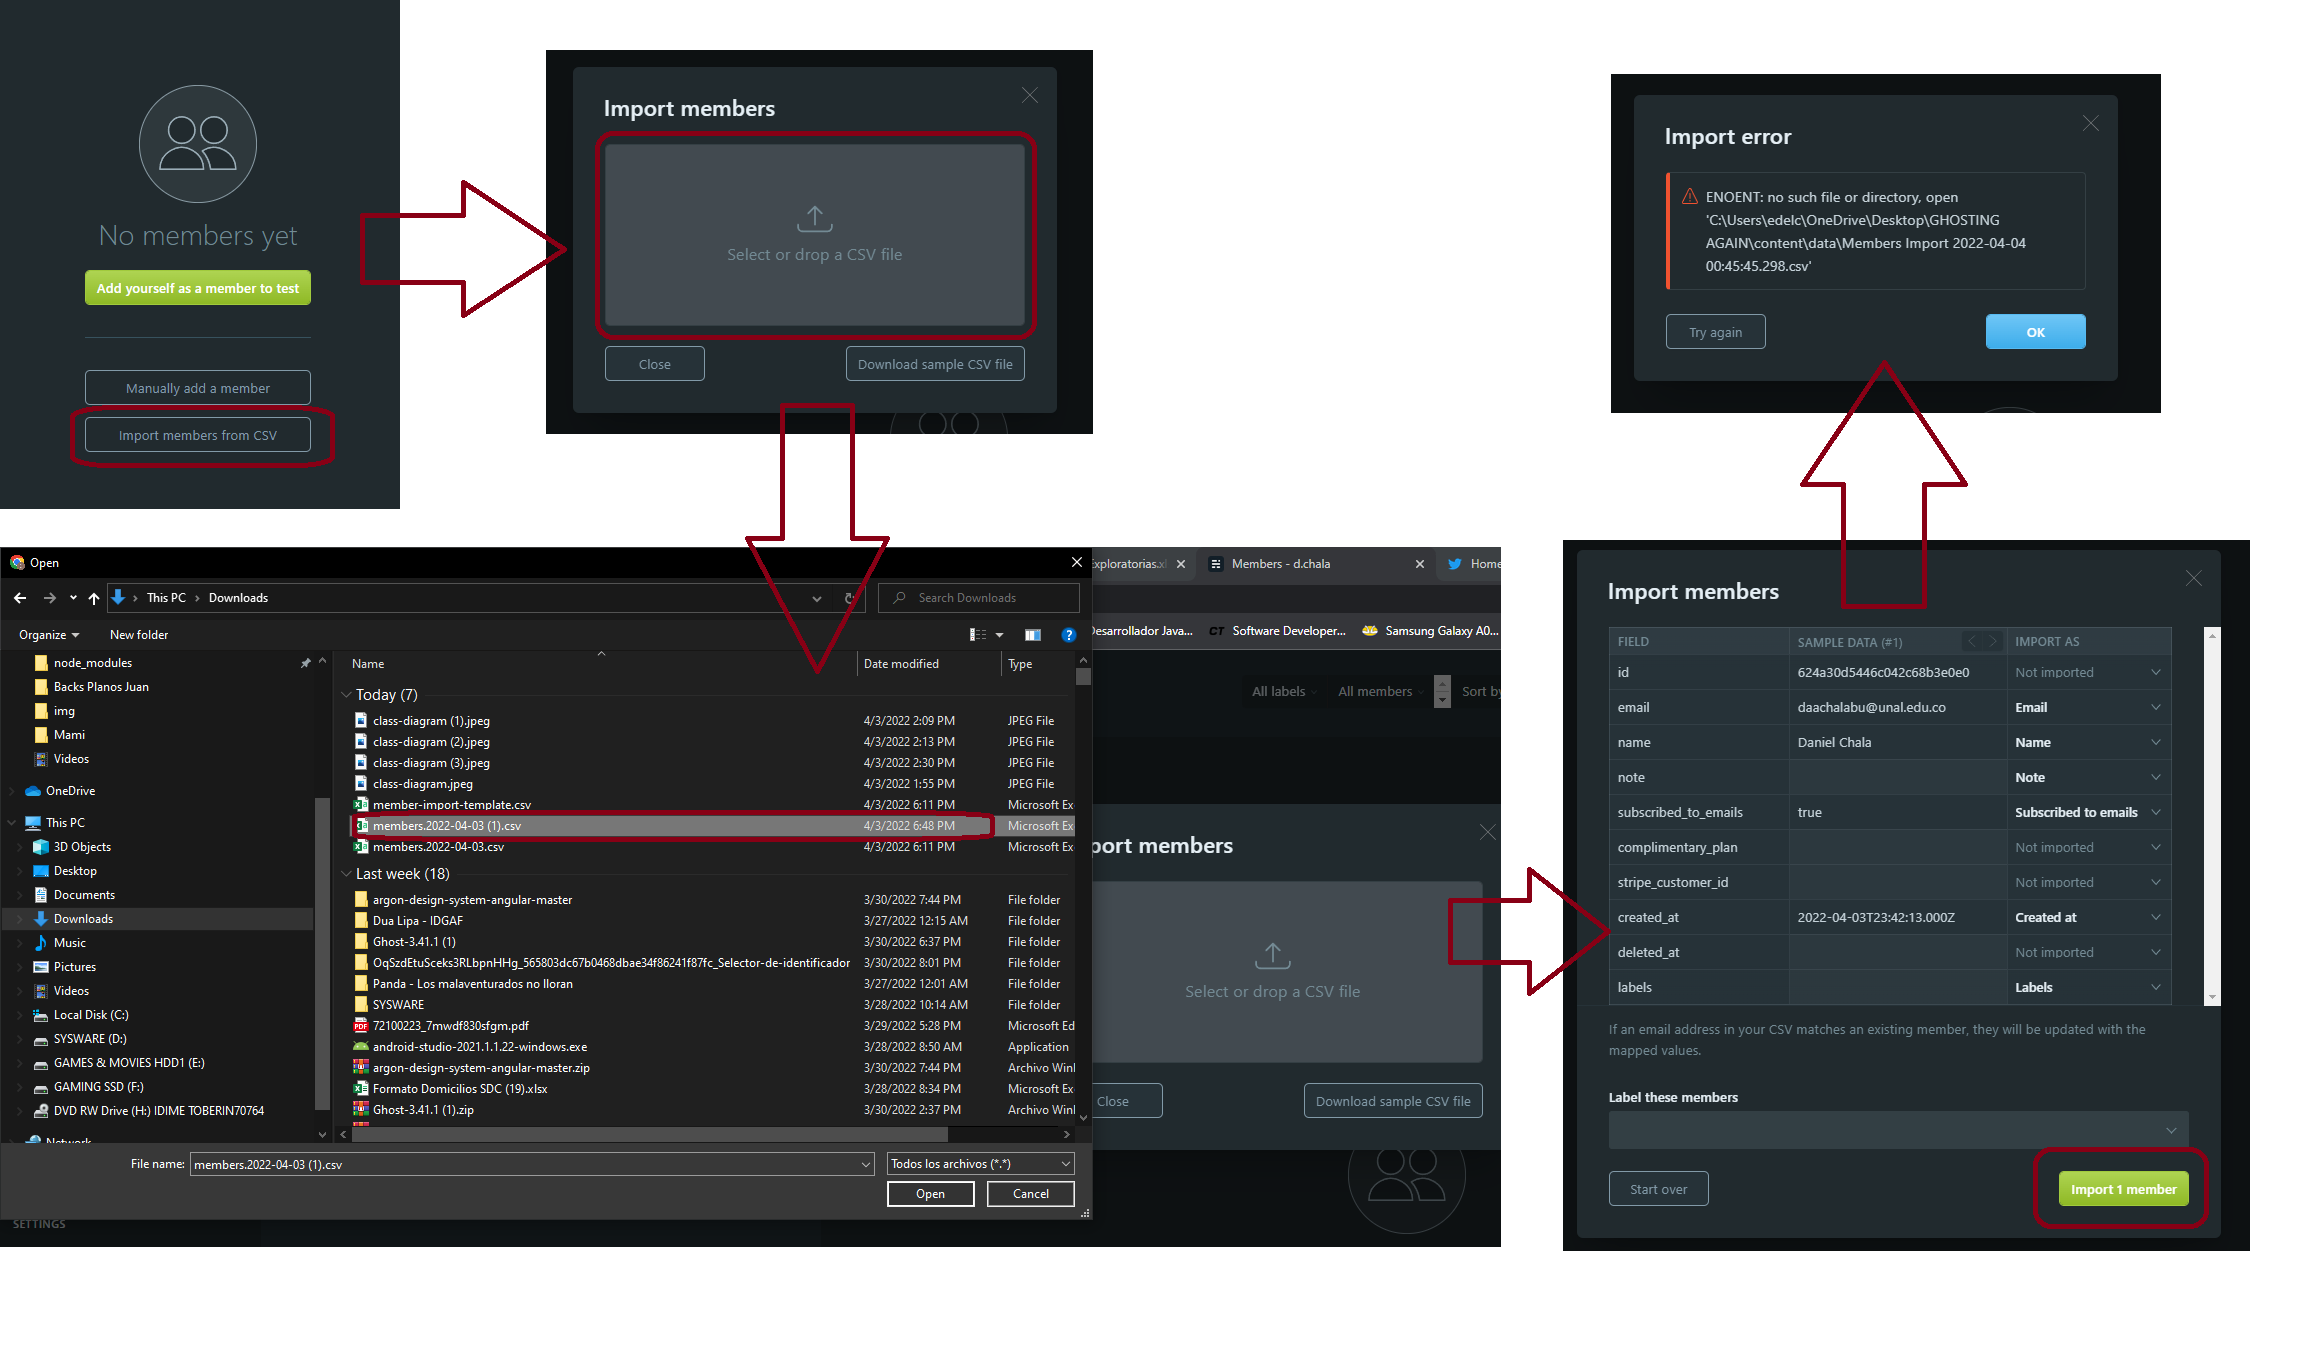 No members yet
Add yourself as a member to test
Manually add a member
Import members from CSV
Import members
Select or drop a CSV file
Close
Download sample CSV file
Open
This PC › Downloads
Search Downloads
Organize
New folder
node_modules
Backs Planos Juan
img
Mami
Videos
OneDrive
This PC
3D Objects
Desktop
Documents
Downloads
Music
Pictures
Videos
Local Disk (C:)
SYSWARE (D:)
GAMES & MOVIES HDD1 (E:)
GAMING SSD (F:)
DVD RW Drive (H:) IDIME TOBERIN70764
Network
Name Date modified Type
Today (7)
class-diagram (1).jpeg 4/3/2022 2:09 PM JPEG File
class-diagram (2).jpeg 4/3/2022 2:13 PM JPEG File
class-diagram (3).jpeg 4/3/2022 2:30 PM JPEG File
class-diagram.jpeg 4/3/2022 1:55 PM JPEG File
member-import-template.csv 4/3/2022 6:11 PM Microsoft Ex
members.2022-04-03 (1).csv 4/3/2022 6:48 PM Microsoft Ex
members.2022-04-03.csv 4/3/2022 6:11 PM Microsoft Ex
Last week (18)
argon-design-system-angular-master 3/30/2022 7:44 PM File folder
Dua Lipa - IDGAF 3/27/2022 12:15 AM File folder
Ghost-3.41.1 (1) 3/30/2022 6:37 PM File folder
OqSzdEtuSceks3RLbpnHHg_565803dc67b0468dbae34f86241f87fc_Selector-de-identificador 3/30/2022 8:01 PM File folder
Panda - Los malaventurados no lloran 3/27/2022 12:01 AM File folder
SYSWARE 3/28/2022 10:14 AM File folder
72100223_7mwdf830sfgm.pdf 3/29/2022 5:28 PM Microsoft Ed
android-studio-2021.1.1.22-windows.exe 3/28/2022 8:50 AM Application
argon-design-system-angular-master.zip 3/30/2022 7:44 PM Archivo Winl
Formato Domicilios SDC (19).xlsx 3/28/2022 8:34 PM Microsoft Ex
Ghost-3.41.1 (1).zip 3/30/2022 2:37 PM Archivo Winl
File name: members.2022-04-03 (1).csv Todos los archivos (*.*)
Open Cancel
SETTINGS
Exploratorias.xl Members - d.chala Home
Desarrollador Java... CT Software Developer... Samsung Galaxy A0...
All labels All members Sort by
port members
Select or drop a CSV file
Close
Download sample CSV file
Import members
FIELD SAMPLE DATA (#1) IMPORT AS
id 624a30d5446c042c68b3e0e0 Not imported
email daachalabu@unal.edu.co Email
name Daniel Chala Name
note Note
subscribed_to_emails true Subscribed to emails
complimentary_plan Not imported
stripe_customer_id Not imported
created_at 2022-04-03T23:42:13.000Z Created at
deleted_at Not imported
labels Labels
If an email address in your CSV matches an existing member, they will be updated with the
mapped values.
Label these members
Start over
Import 1 member
Import error
ENOENT: no such file or directory, open
'C:\Users\edelc\OneDrive\Desktop\GHOSTING
AGAIN\content\data\Members Import 2022-04-04
00:45:45.298.csv'
Try again
OK